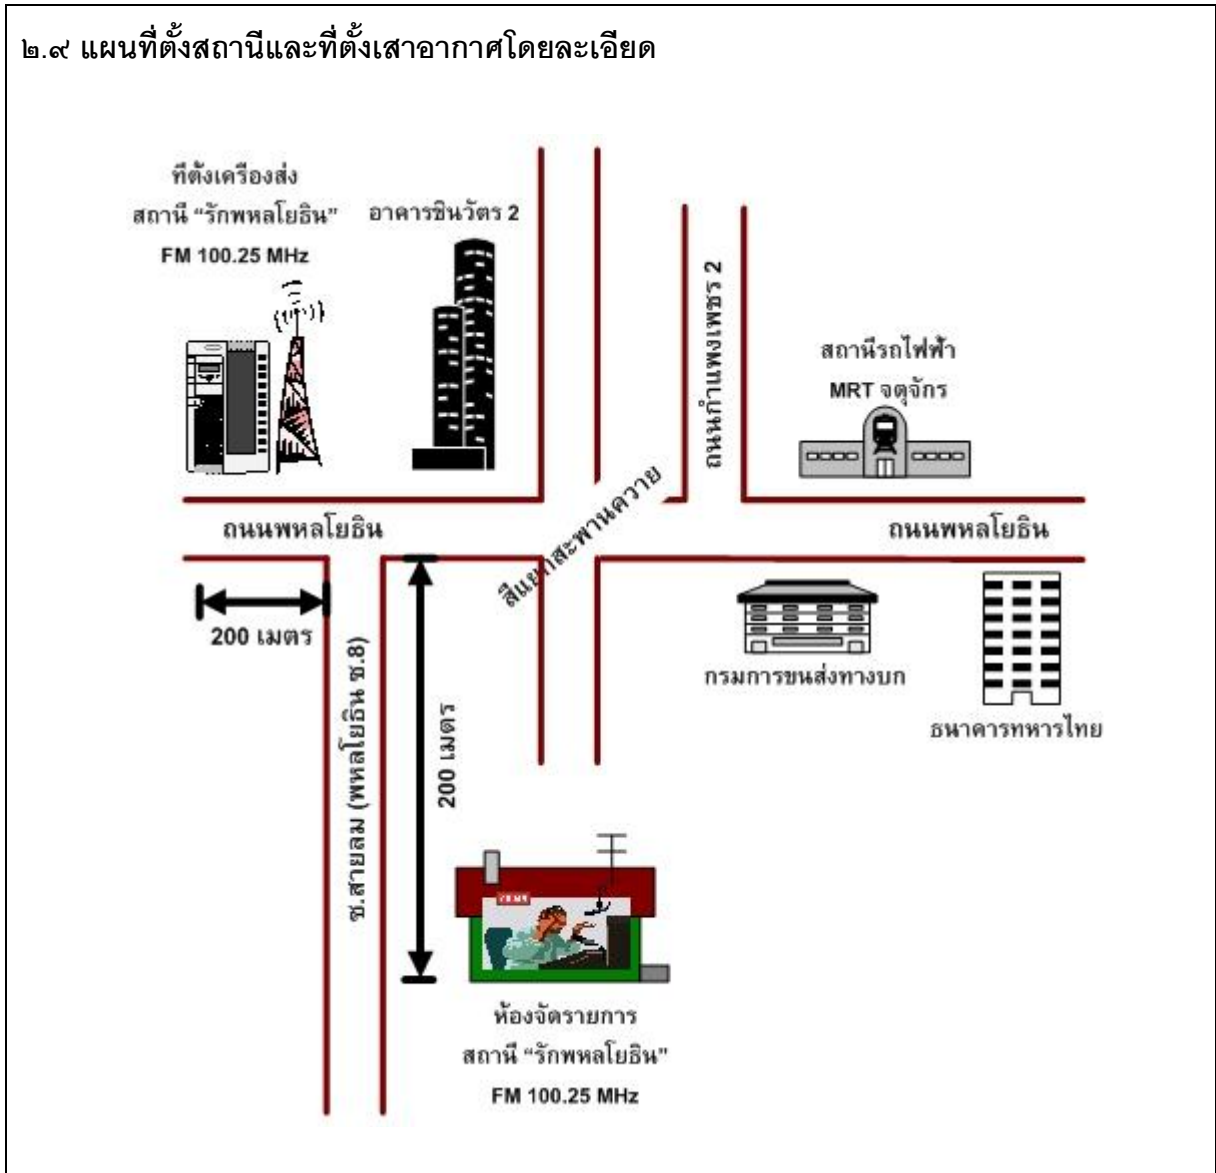 ๒.๙ แผนที่ตั้งสถานีและที่ตั้งเสาอากาศโดยละเอียด
ที่ตั้งเครื่องส่ง
สถานี “รักพหลโยธิน”
FM 100.25 MHz
อาคารชินวัตร 2
ถนนกำแพงเพชร 2
สถานีรถไฟฟ้า
MRT จตุจักร
ถนนพหลโยธิน
สี่แยกสะพานควาย
ถนนพหลโยธิน
200 เมตร
ซ.สายลม (พหลโยธิน ซ.8)
200 เมตร
กรมการขนส่งทางบก
ธนาคารทหารไทย
ห้องจัดรายการ
สถานี “รักพหลโยธิน”
FM 100.25 MHz